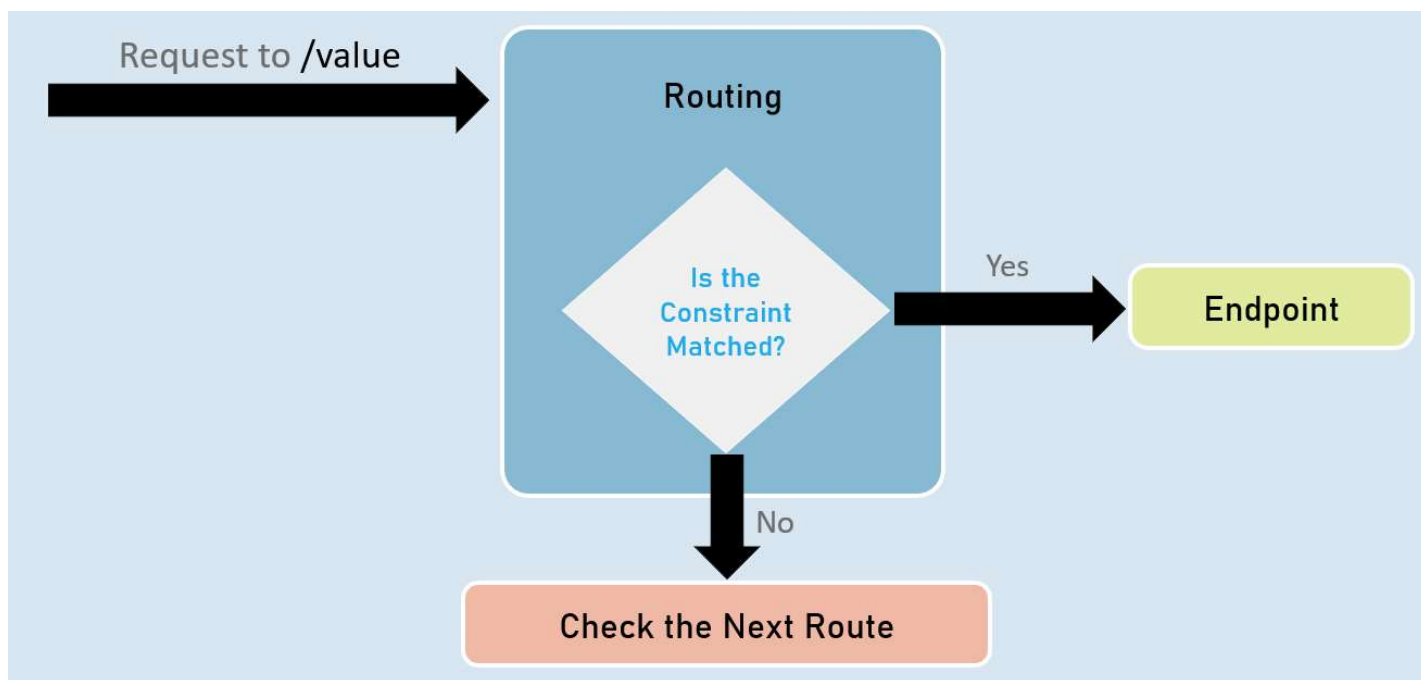 Request to /value
Routing
Is the
Constraint
Matched?
Yes
Endpoint
No
Check the Next Route